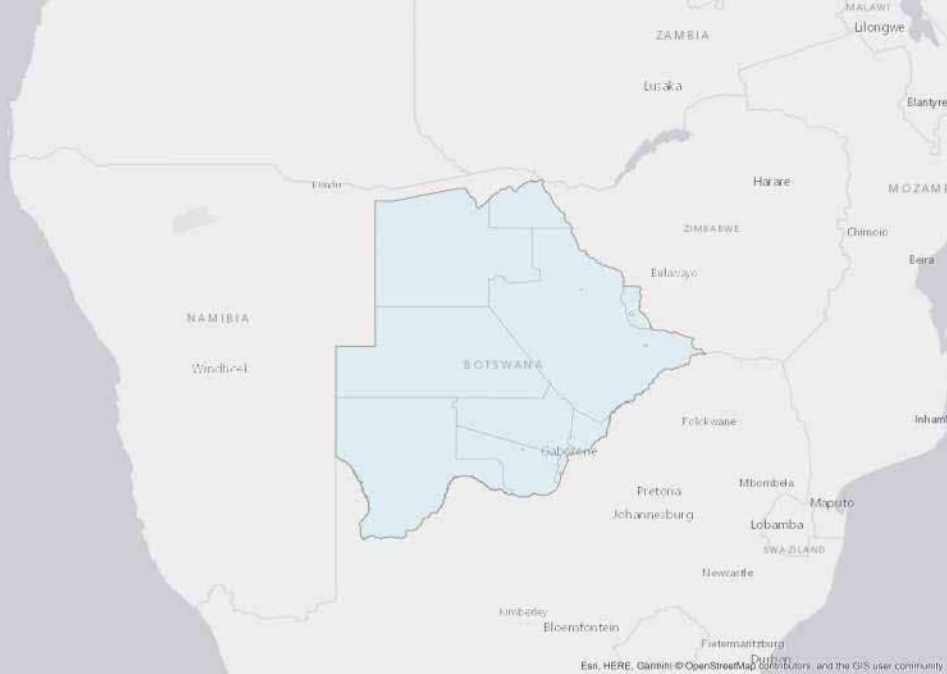 MALAWI
Lilongwe
ZAMBIA
Lusaka
Blantyre
Harare
MOZAMB
ZIMBABWE
Chimoio
Beira
Bulawayo
NAMIBIA
Windhoek
BOTSWANA
Polokwane
Inham
Gaborone
Mbombela
Pretoria
Maputo
Johannesburg
Lobamba
SWAZILAND
Newcastle
Kimberley
Bloemfontein
Pietermaritzburg
Durban
Esri, HERE, Garmin, © OpenStreetMap contributors, and the GIS user community